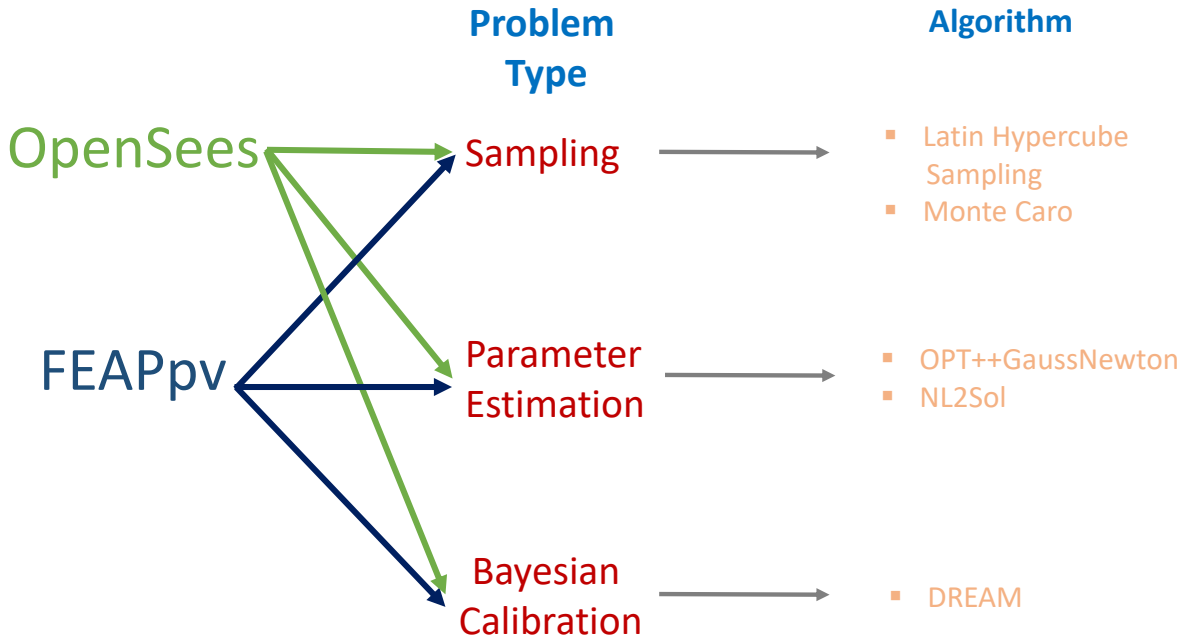 Problem
Type
Algorithm
OpenSees
Sampling
▪ Latin Hypercube
Sampling
▪ Monte Caro
FEAPpv
Parameter
Estimation
▪ OPT++GaussNewton
▪ NL2Sol
Bayesian
Calibration
▪ DREAM